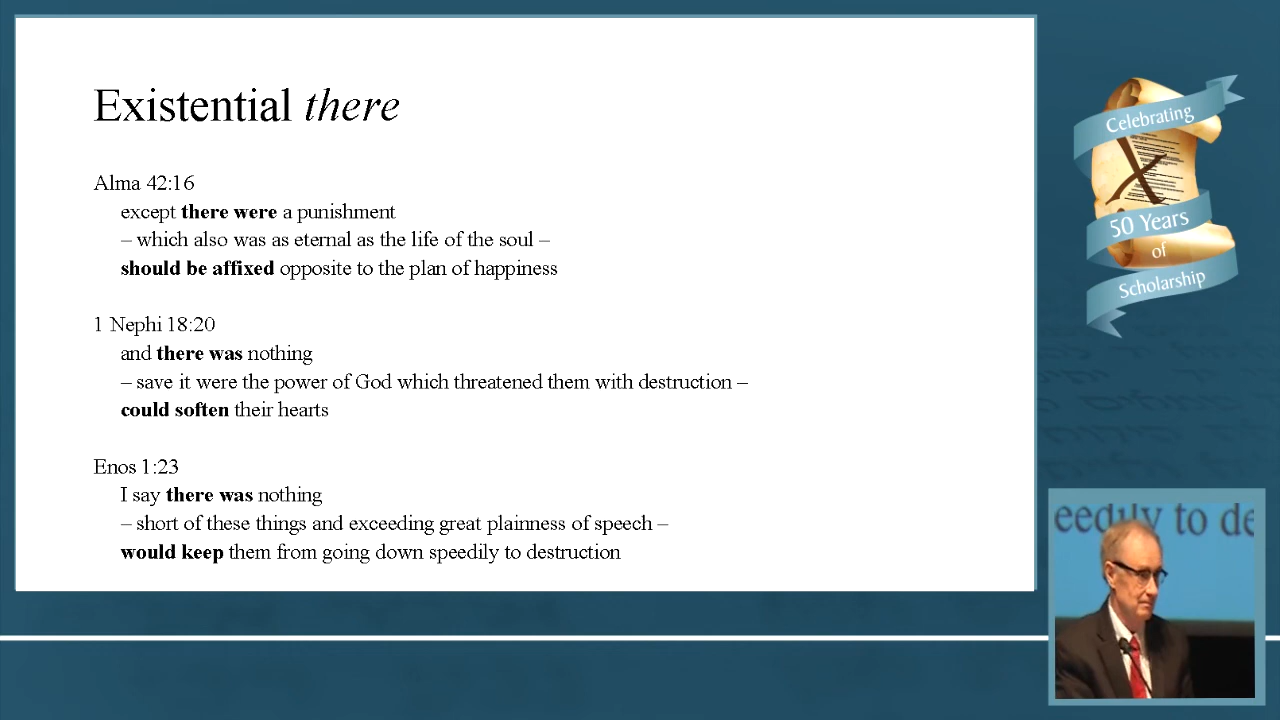 Existential there
Alma 42:16
except there were a punishment
– which also was as eternal as the life of the soul –
should be affixed opposite to the plan of happiness
1 Nephi 18:20
and there was nothing
– save it were the power of God which threatened them with destruction –
could soften their hearts
Enos 1:23
I say there was nothing
– short of these things and exceeding great plainness of speech –
would keep them from going down speedily to destruction
Celebrating
50 Years
of
Scholarship
eedily to de